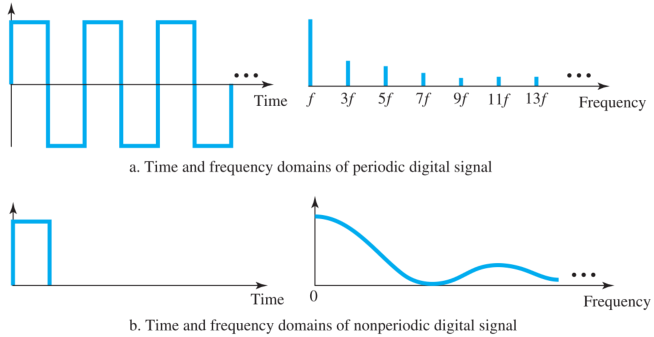 Time
f 3f 5f 7f 9f 11f 13f
Frequency
a. Time and frequency domains of periodic digital signal
Time
0
Frequency
b. Time and frequency domains of nonperiodic digital signal